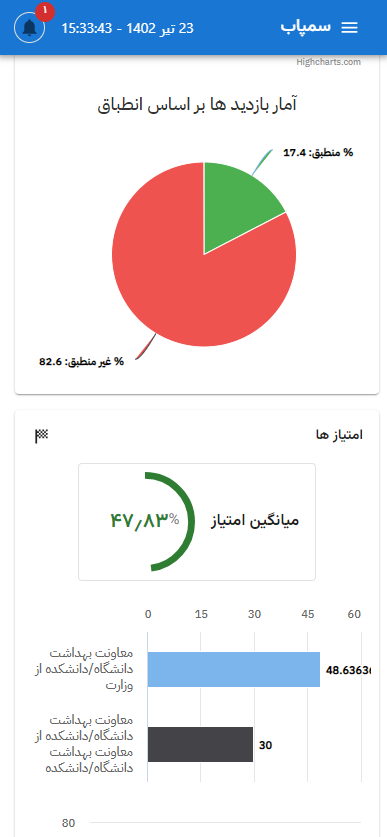 سمپاب
23 تیر 1402 - 15:33:43
۱
Highcharts.com
آمار بازدید ها بر اساس انطباق
% منطبق: 17.4
% غیر منطبق: 82.6
امتیاز ها
میانگین امتیاز
%۴۷٫۸۳
0 15 30 45 60
معاونت بهداشت
دانشگاه/دانشکده از
وزارت
48.63636
معاونت بهداشت
دانشگاه/دانشکده از
معاونت بهداشت
دانشگاه/دانشکده
30
80